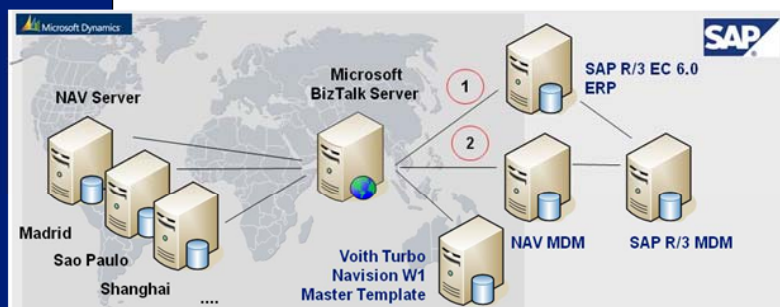 Microsoft Dynamics
SAP
NAV Server
Microsoft
BizTalk Server
1
SAP R/3 EC 6.0
ERP
2
Madrid
Sao Paulo
Shanghai
....
Voith Turbo
Navision W1
Master Template
NAV MDM
SAP R/3 MDM